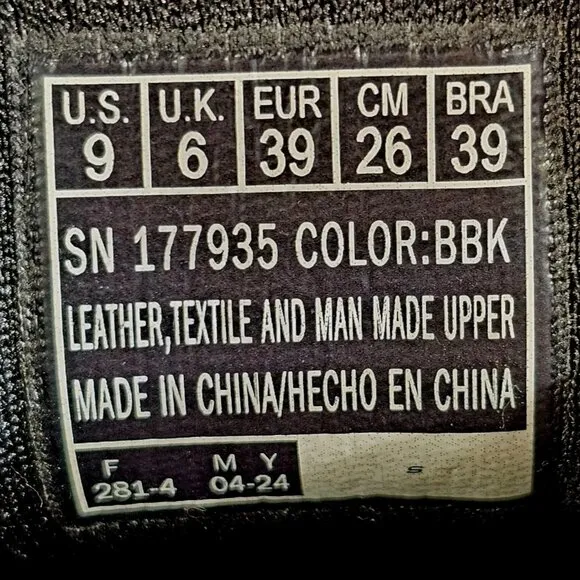 U.S. U.K. EUR CM BRA
9 6 39 26 39
SN 177935 COLOR:BBK
LEATHER,TEXTILE AND MAN MADE UPPER
MADE IN CHINA/HECHO EN CHINA
F M Y S
281-4 04-24